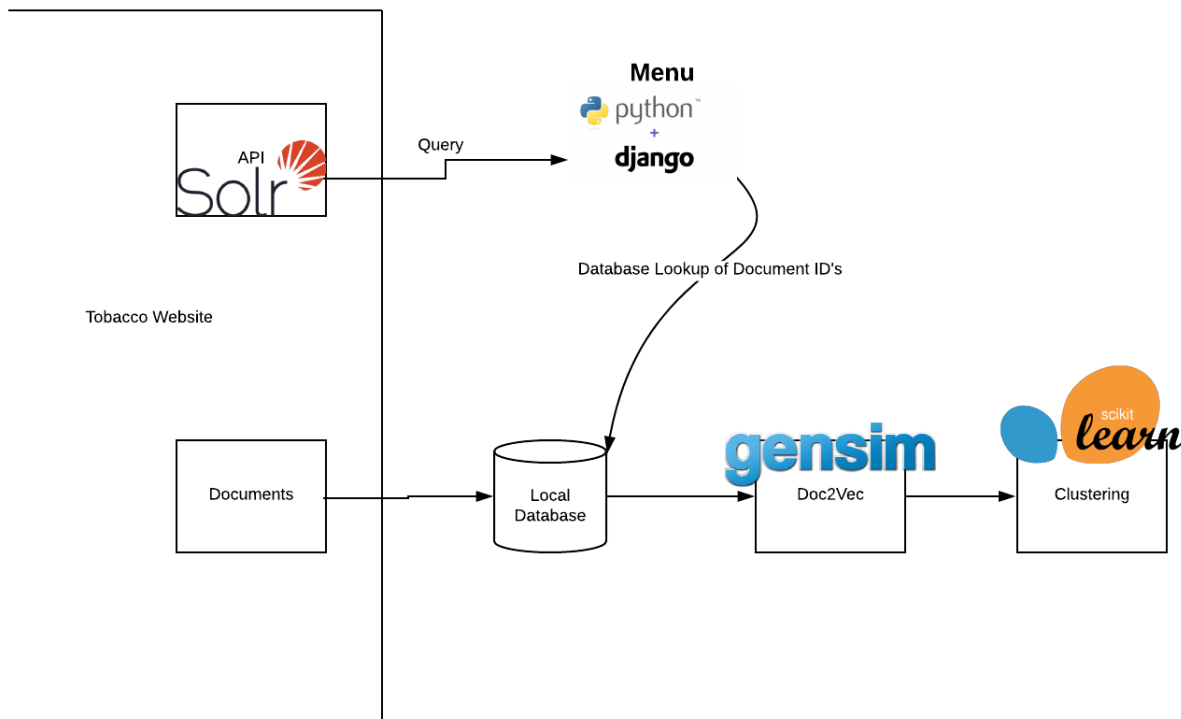 Menu
python™
+
django
API
Solr
Query
Database Lookup of Document ID's
Tobacco Website
scikit
learn
gensim
Documents
Local
Database
Doc2Vec
Clustering